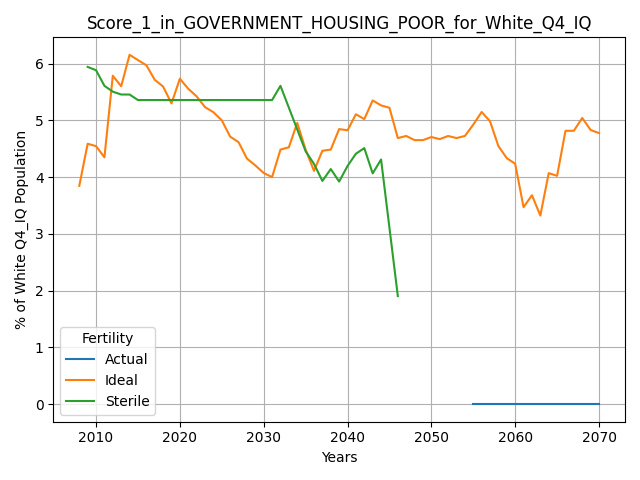 Score_1_in_GOVERNMENT_HOUSING_POOR_for_White_Q4_IQ
% of White Q4_IQ Population
6
5
4
3
2
1
0
Fertility
Actual
Ideal
Sterile
2010 2020 2030 2040 2050 2060 2070
Years